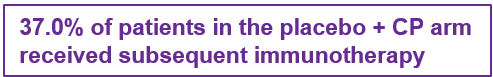 37.0% of patients in the placebo + CP arm
received subsequent immunotherapy